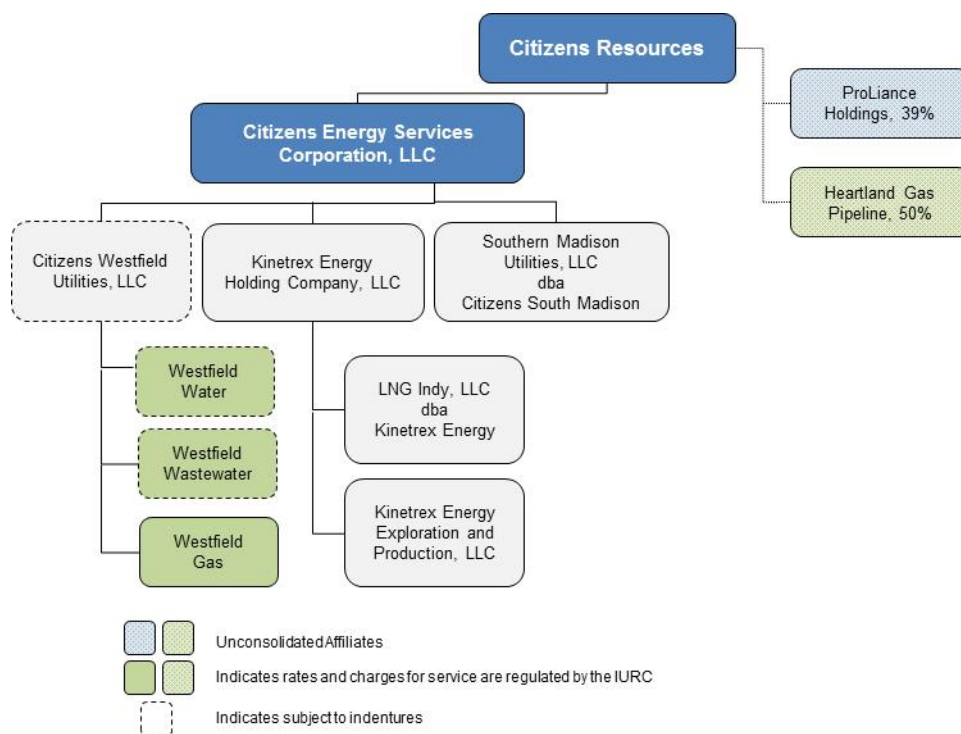 Citizens Resources
ProLiance
Holdings, 39%
Citizens Energy Services
Corporation, LLC
Heartland Gas
Pipeline, 50%
Citizens Westfield
Utilities, LLC
Kinetrex Energy
Holding Company, LLC
Southern Madison
Utilities, LLC
dba
Citizens South Madison
Westfield
Water
LNG Indy, LLC
dba
Kinetrex Energy
Westfield
Wastewater
Kinetrex Energy
Exploration and
Production, LLC
Westfield
Gas
Unconsolidated Affiliates
Indicates rates and charges for service are regulated by the IURC
Indicates subject to indentures